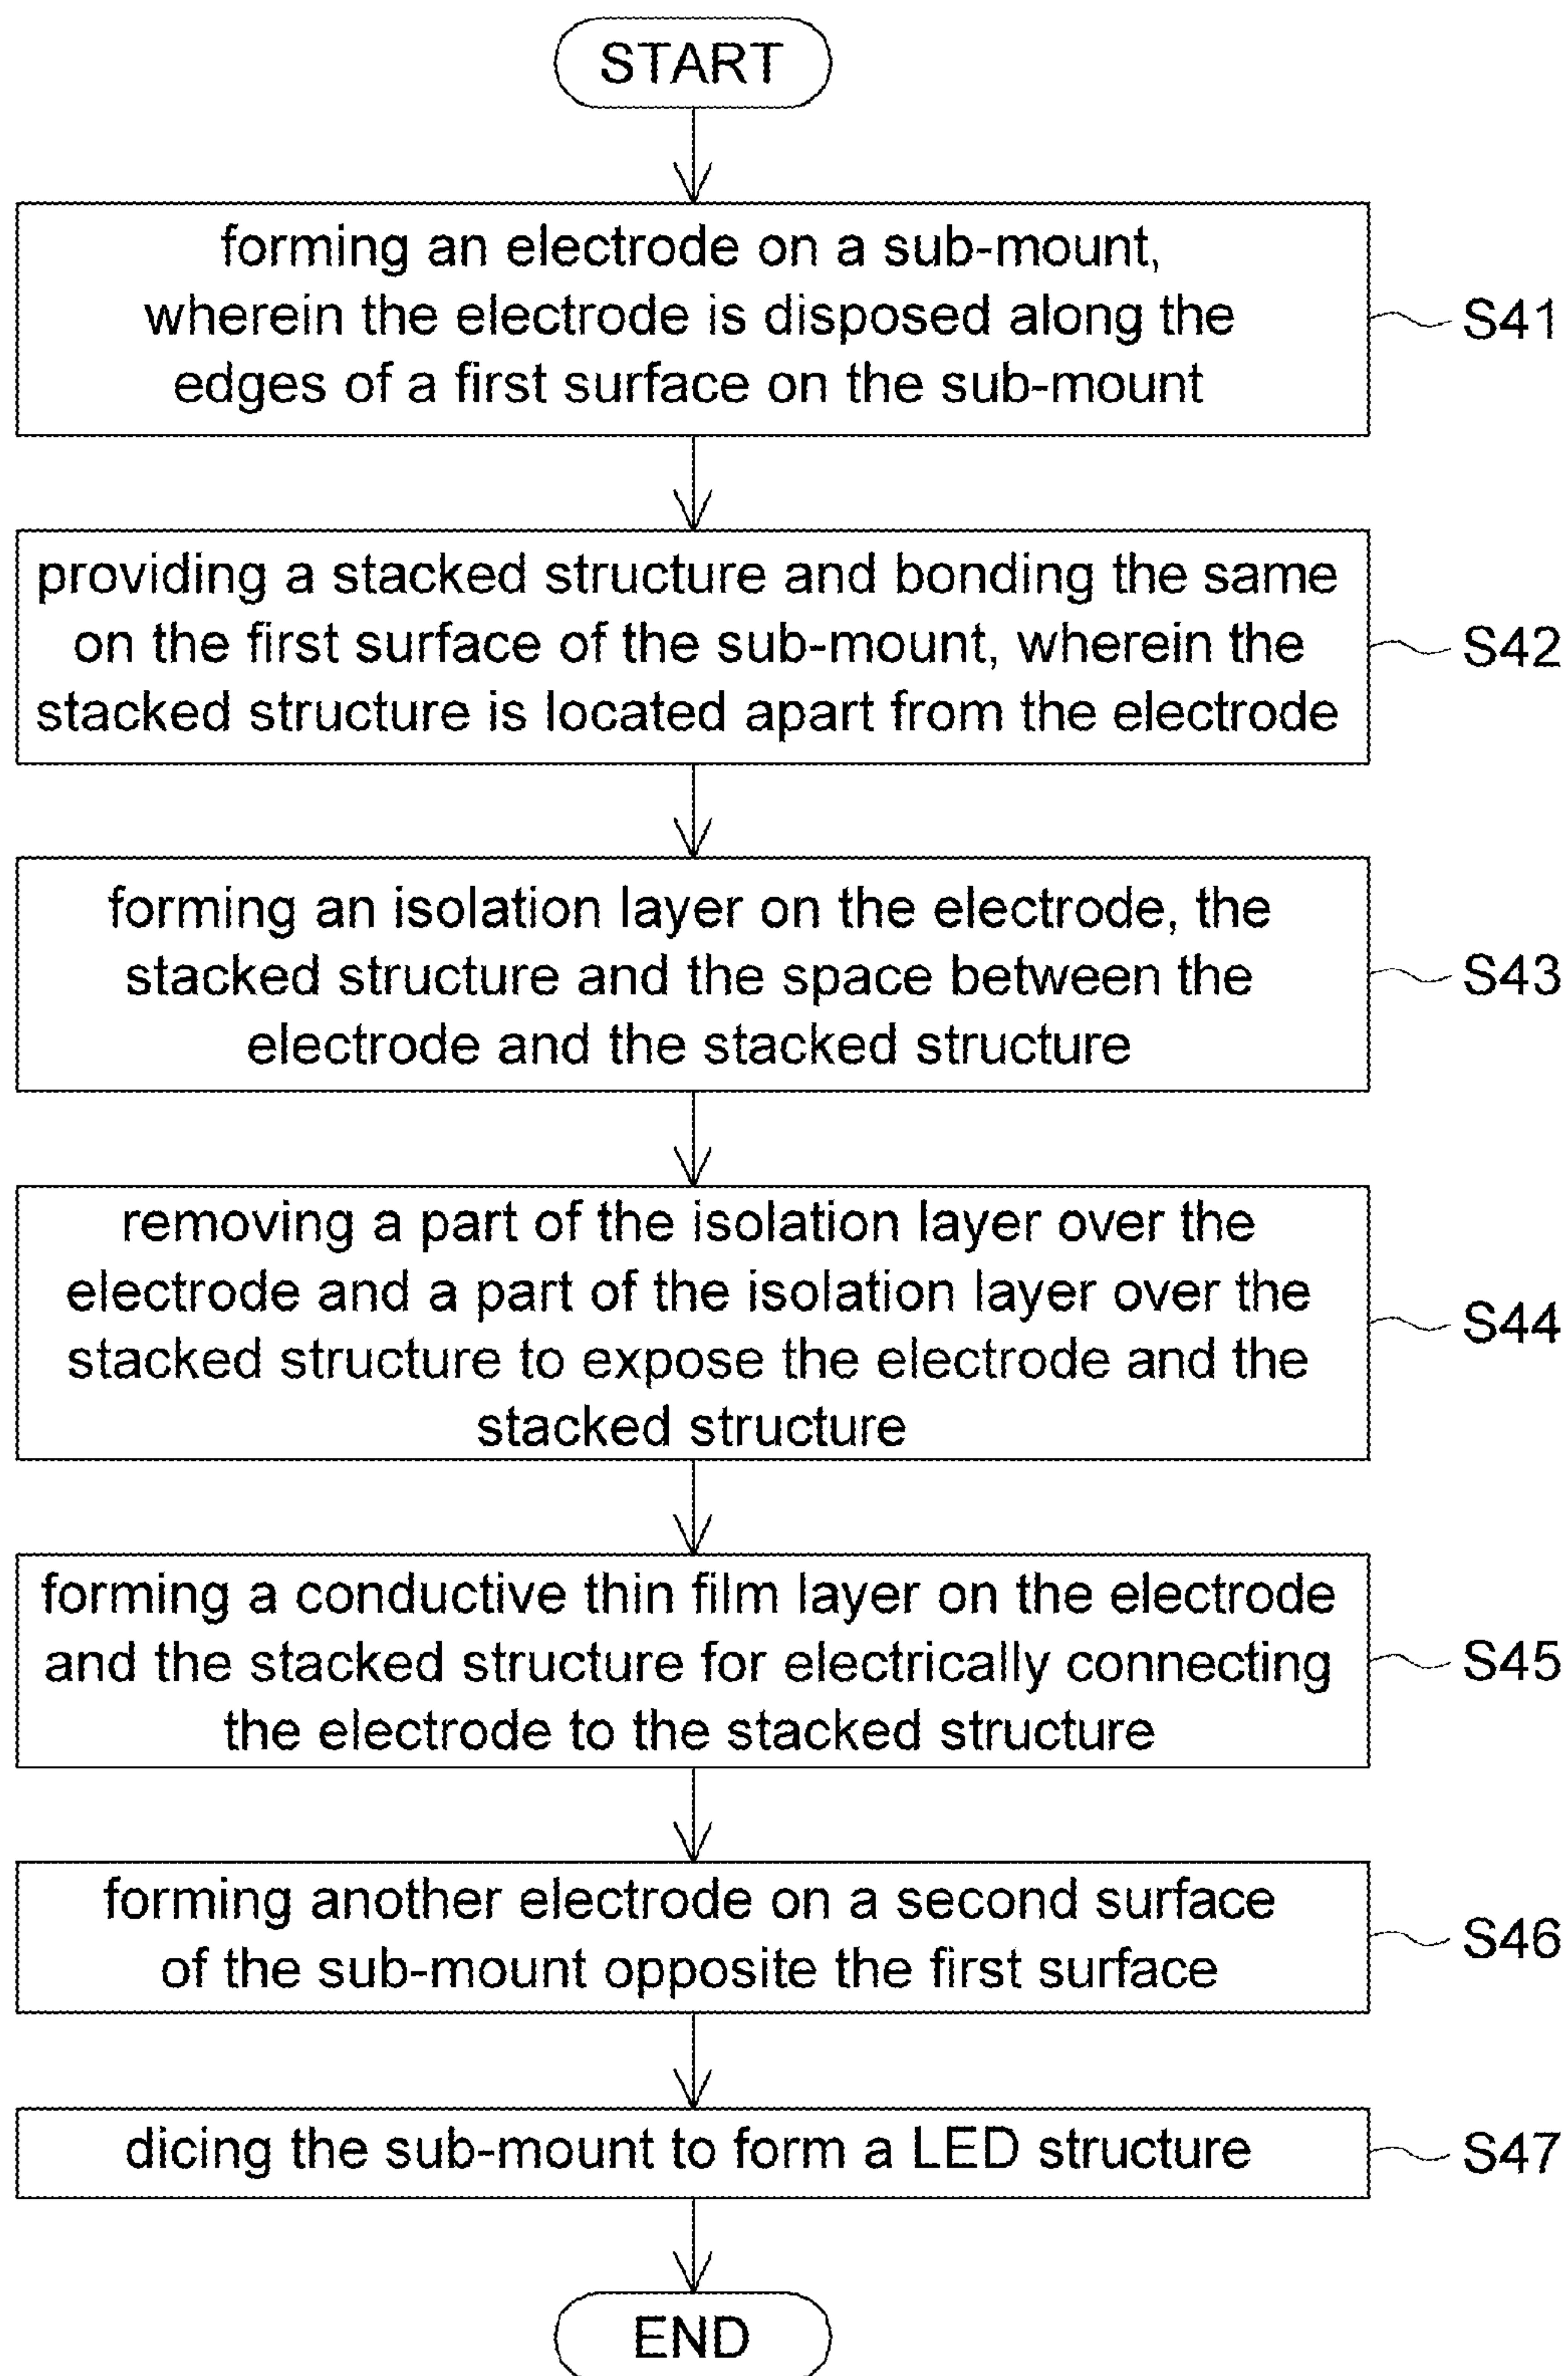 START
forming an electrode on a sub-mount,
wherein the electrode is disposed along the
edges of a first surface on the sub-mount
S41
providing a stacked structure and bonding the same
on the first surface of the sub-mount, wherein the
stacked structure is located apart from the electrode
S42
forming an isolation layer on the electrode, the
stacked structure and the space between the
electrode and the stacked structure
S43
removing a part of the isolation layer over the
electrode and a part of the isolation layer over the
stacked structure to expose the electrode and the
stacked structure
S44
forming a conductive thin film layer on the electrode
and the stacked structure for electrically connecting
the electrode to the stacked structure
S45
forming another electrode on a second surface
of the sub-mount opposite the first surface
S46
dicing the sub-mount to form a LED structure
S47
END